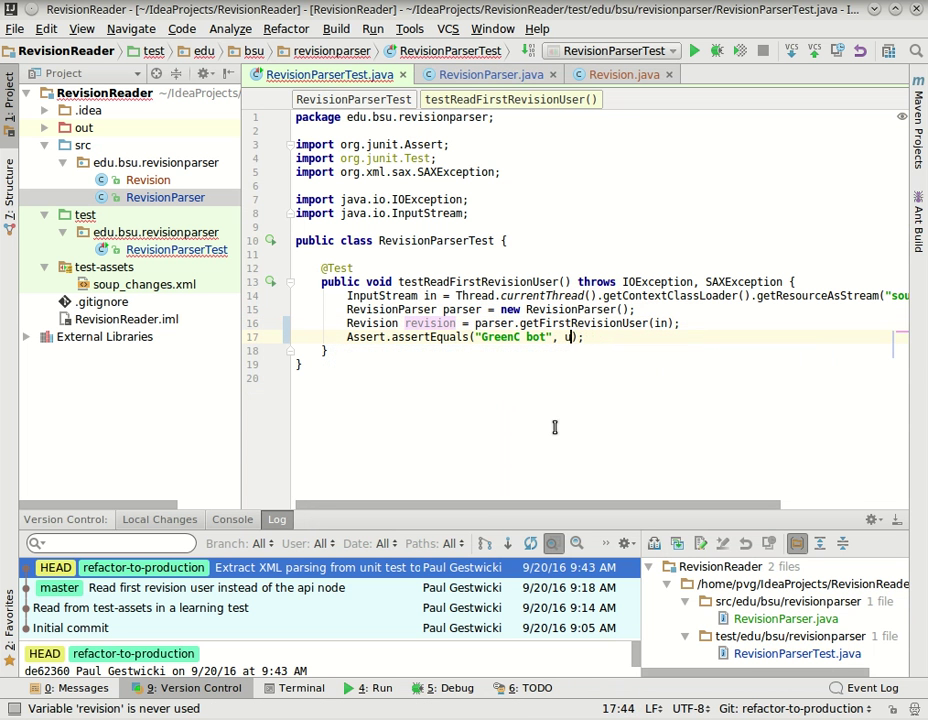 RevisionReader - [~/IdeaProjects/RevisionReader] - [RevisionReader] - ~/IdeaProjects/RevisionReader/test/edu/bsu/revisionparser/RevisionParserTest.java - I...
File Edit View Navigate Code Analyze Refactor Build Run Tools VCS Window Help
RevisionReader test edu bsu revisionparser RevisionParserTest RevisionParserTest VCS VCS
Project RevisionParserTest.java RevisionParser.java Revision.java
RevisionParserTest testReadFirstRevisionUser()
1: Project
7: Structure
2: Favorites
RevisionReader ~/IdeaProjects/
.idea
out
src
edu.bsu.revisionparser
Revision
RevisionParser
test
edu.bsu.revisionparser
RevisionParserTest
test-assets
soup_changes.xml
.gitignore
RevisionReader.iml
External Libraries
1 package edu.bsu.revisionparser;
2
3 import org.junit.Assert;
4 import org.junit.Test;
5 import org.xml.sax.SAXException;
6
7 import java.io.IOException;
8 import java.io.InputStream;
9
10 public class RevisionParserTest {
11
12 @Test
13 public void testReadFirstRevisionUser() throws IOException, SAXException {
14 InputStream in = Thread.currentThread().getContextClassLoader().getResourceAsStream("sou
15 RevisionParser parser = new RevisionParser();
16 Revision revision = parser.getFirstRevisionUser(in);
17 Assert.assertEquals("GreenC bot", u);
18 }
19 }
20
Maven Projects
Ant Build
Version Control: Local Changes Console Log
Branch: All User: All Date: All Paths: All
HEAD refactor-to-production Extract XML parsing from unit test to Paul Gestwicki 9/20/16 at 9:43 AM
master Read first revision user instead of the api node Paul Gestwicki 9/20/16 at 9:18 AM
Read from test-assets in a learning test Paul Gestwicki 9/20/16 at 9:14 AM
Initial commit Paul Gestwicki 9/20/16 at 9:05 AM
HEAD refactor-to-production
de62360 Paul Gestwicki on 9/20/16 at 9:43 AM
RevisionReader 2 files
/home/pvg/IdeaProjects/RevisionReade
src/edu/bsu/revisionparser 1 file
RevisionParser.java
test/edu/bsu/revisionparser 1 file
RevisionParserTest.java
0: Messages 9: Version Control Terminal 4: Run 5: Debug 6: TODO Event Log
Variable 'revision' is never used 17:44 LF UTF-8 Git: refactor-to-production